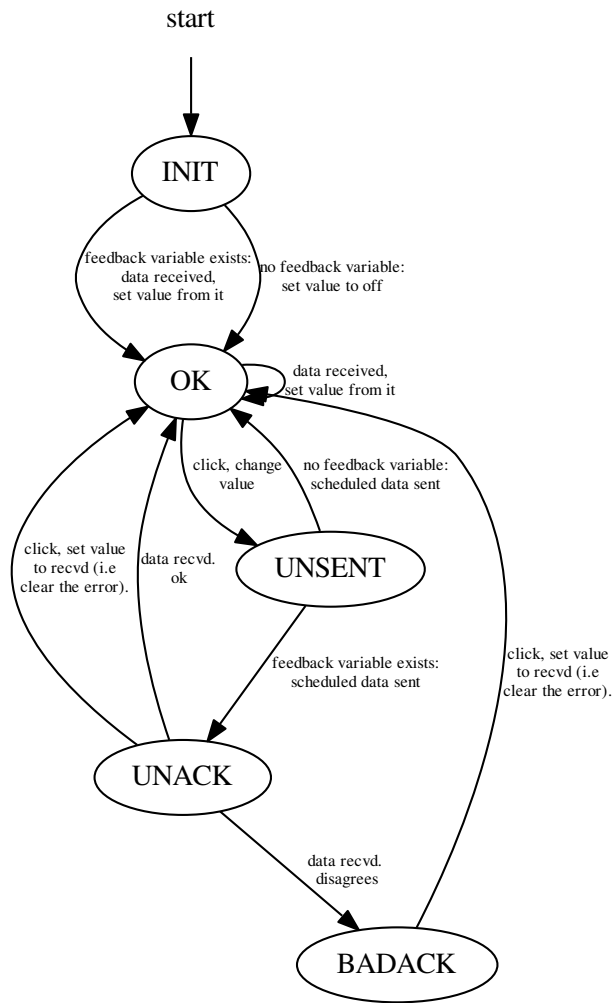 start
INIT
feedback variable exists:
data received,
set value from it
no feedback variable:
set value to off
OK
data received,
set value from it
click, change
value
no feedback variable:
scheduled data sent
click, set value
to recvd (i.e
clear the error).
data recvd.
ok
UNSENT
feedback variable exists:
scheduled data sent
click, set value
to recvd (i.e
clear the error).
UNACK
data recvd.
disagrees
BADACK